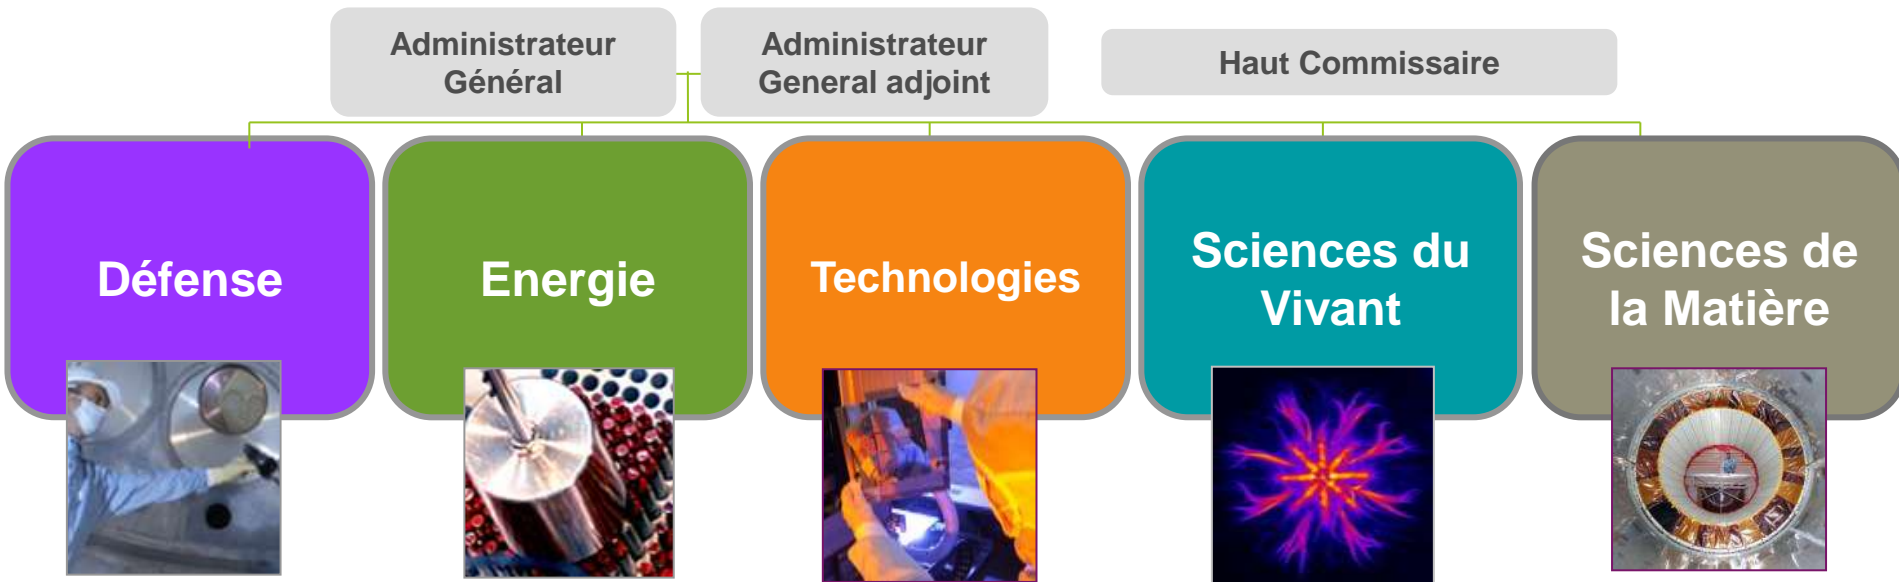 Administrateur
Général
Administrateur
General adjoint
Haut Commissaire
Défense
Energie
Technologies
Sciences du
Vivant
Sciences de
la Matière